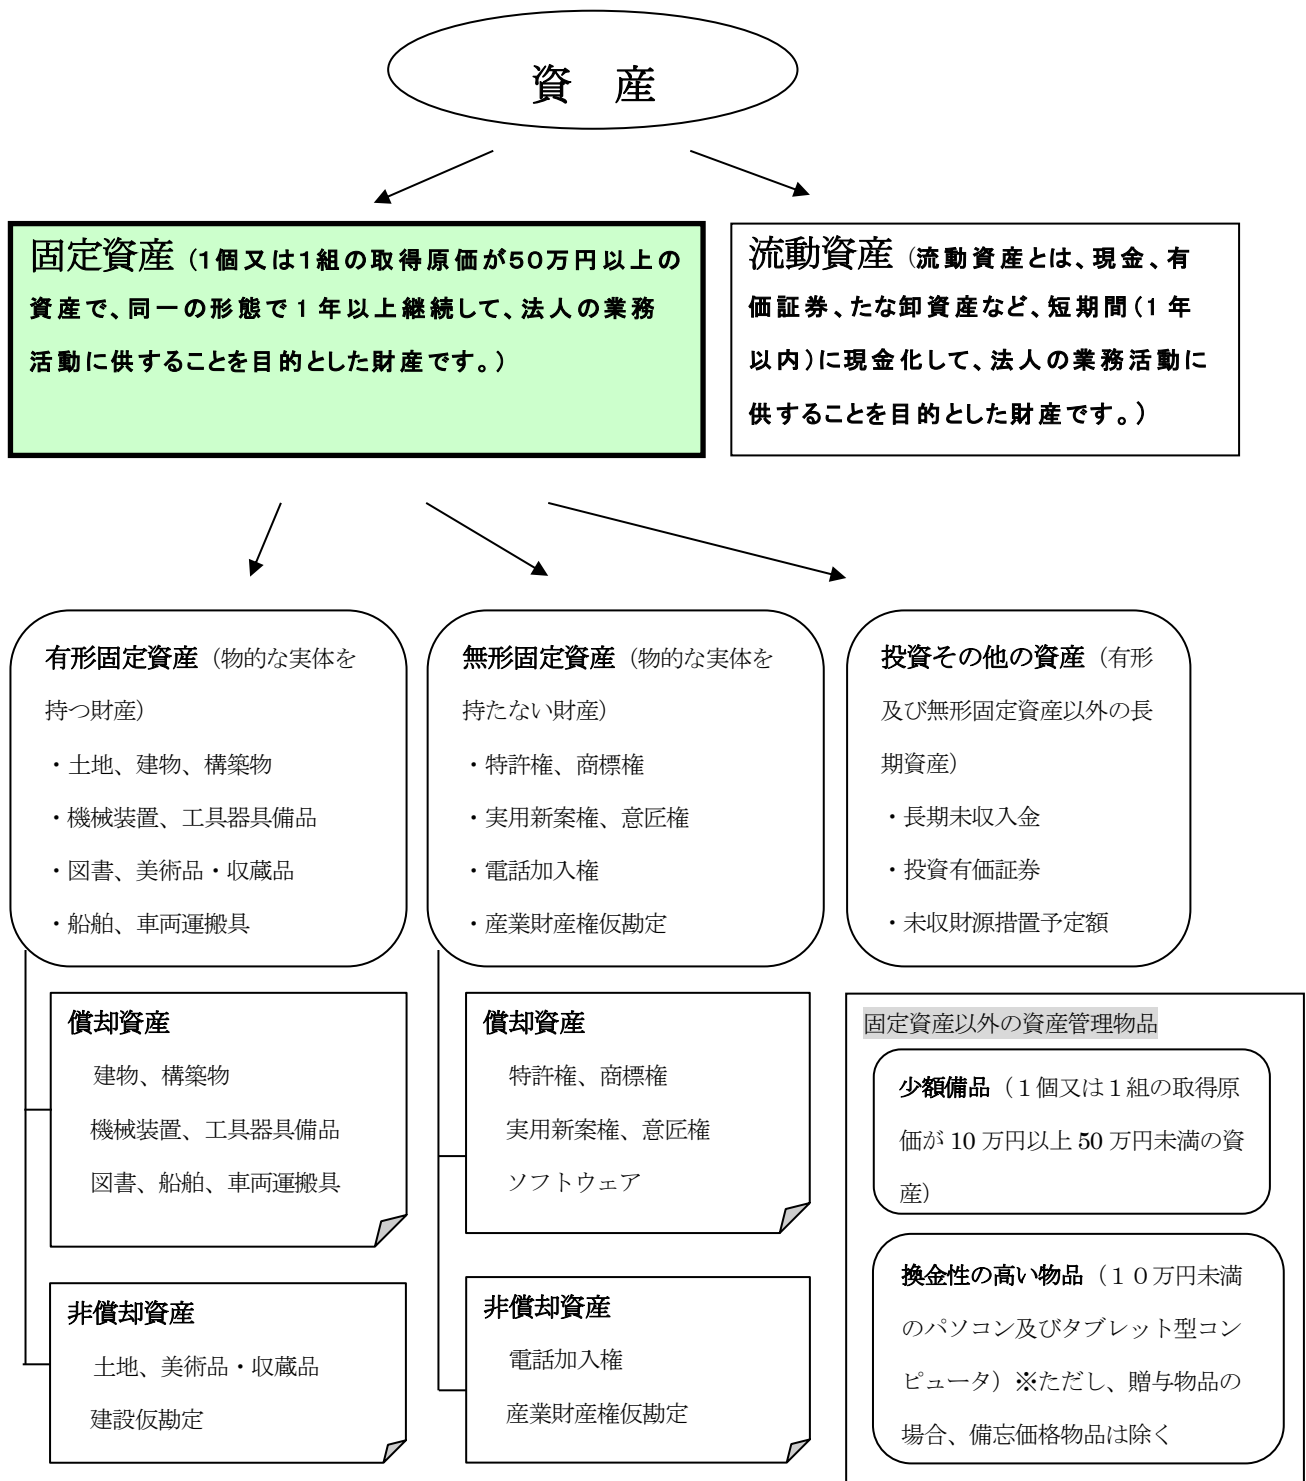 資　産
固定資産（1個又は1組の取得原価が50万円以上の
資産で、同一の形態で1年以上継続して、法人の業務
活動に供することを目的とした財産です。）
流動資産（流動資産とは、現金、有
価証券、たな卸資産など、短期間（1年
以内）に現金化して、法人の業務活動に
供することを目的とした財産です。）
有形固定資産（物的な実体を
持つ財産）
・土地、建物、構築物
・機械装置、工具器具備品
・図書、美術品・収蔵品
・船舶、車両運搬具
無形固定資産（物的な実体を
持たない財産）
・特許権、商標権
・実用新案権、意匠権
・電話加入権
・産業財産権仮勘定
投資その他の資産（有形
及び無形固定資産以外の長
期資産）
・長期未収入金
・投資有価証券
・未収財源措置予定額
償却資産
建物、構築物
機械装置、工具器具備品
図書、船舶、車両運搬具
非償却資産
土地、美術品・収蔵品
建設仮勘定
償却資産
特許権、商標権
実用新案権、意匠権
ソフトウェア
非償却資産
電話加入権
産業財産権仮勘定
固定資産以外の資産管理物品
少額備品（１個又は１組の取得原
価が 10 万円以上 50 万円未満の資
産）
換金性の高い物品（１０万円未満
のパソコン及びタブレット型コン
ピュータ）※ただし、贈与物品の
場合、備忘価格物品は除く